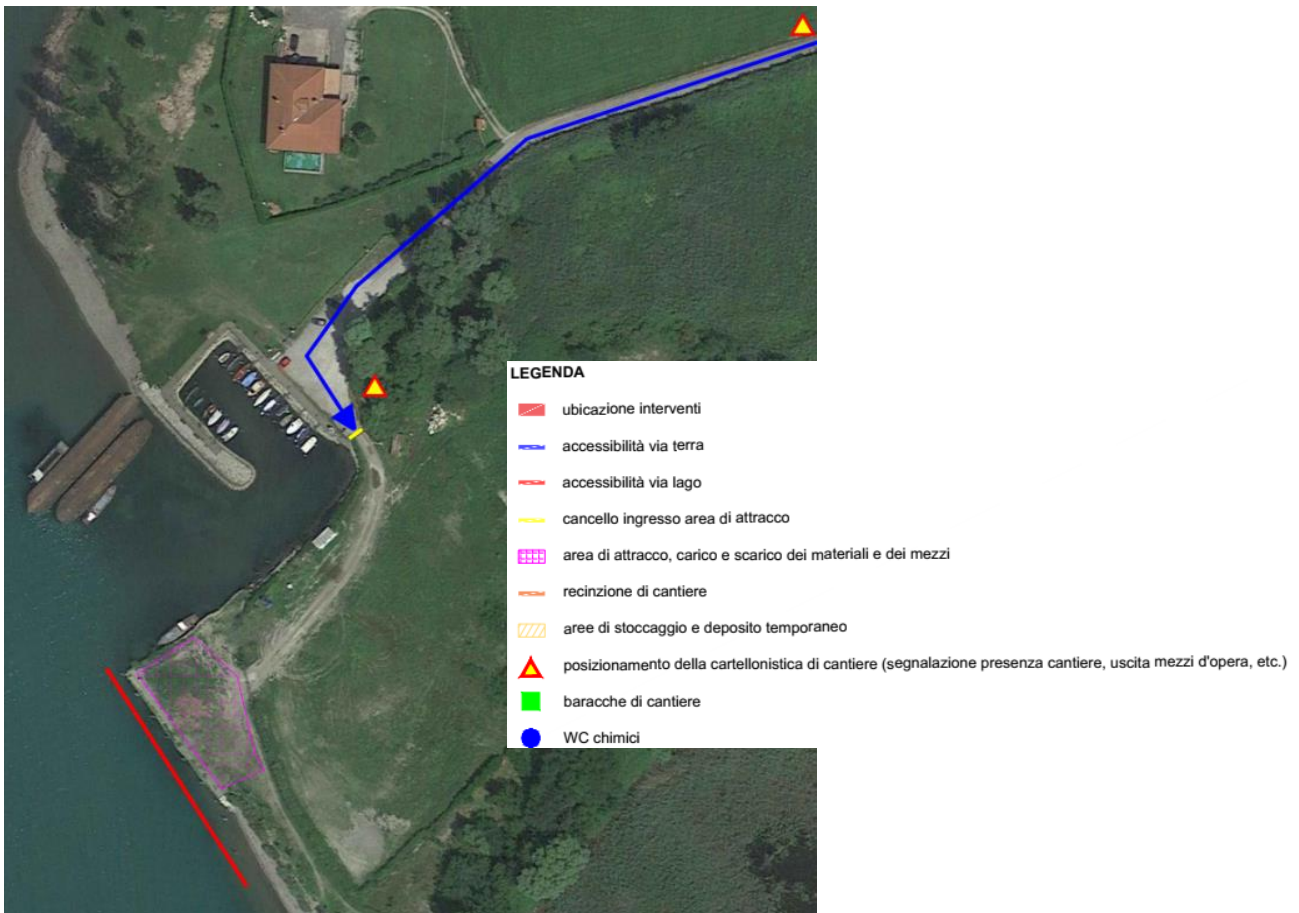 LEGENDA
ubicazione interventi
accessibilità via terra
accessibilità via lago
cancello ingresso area di attracco
area di attracco, carico e scarico dei materiali e dei mezzi
recinzione di cantiere
aree di stoccaggio e deposito temporaneo
posizionamento della cartellonistica di cantiere (segnalazione presenza cantiere, uscita mezzi d'opera, etc.)
baracche di cantiere
WC chimici